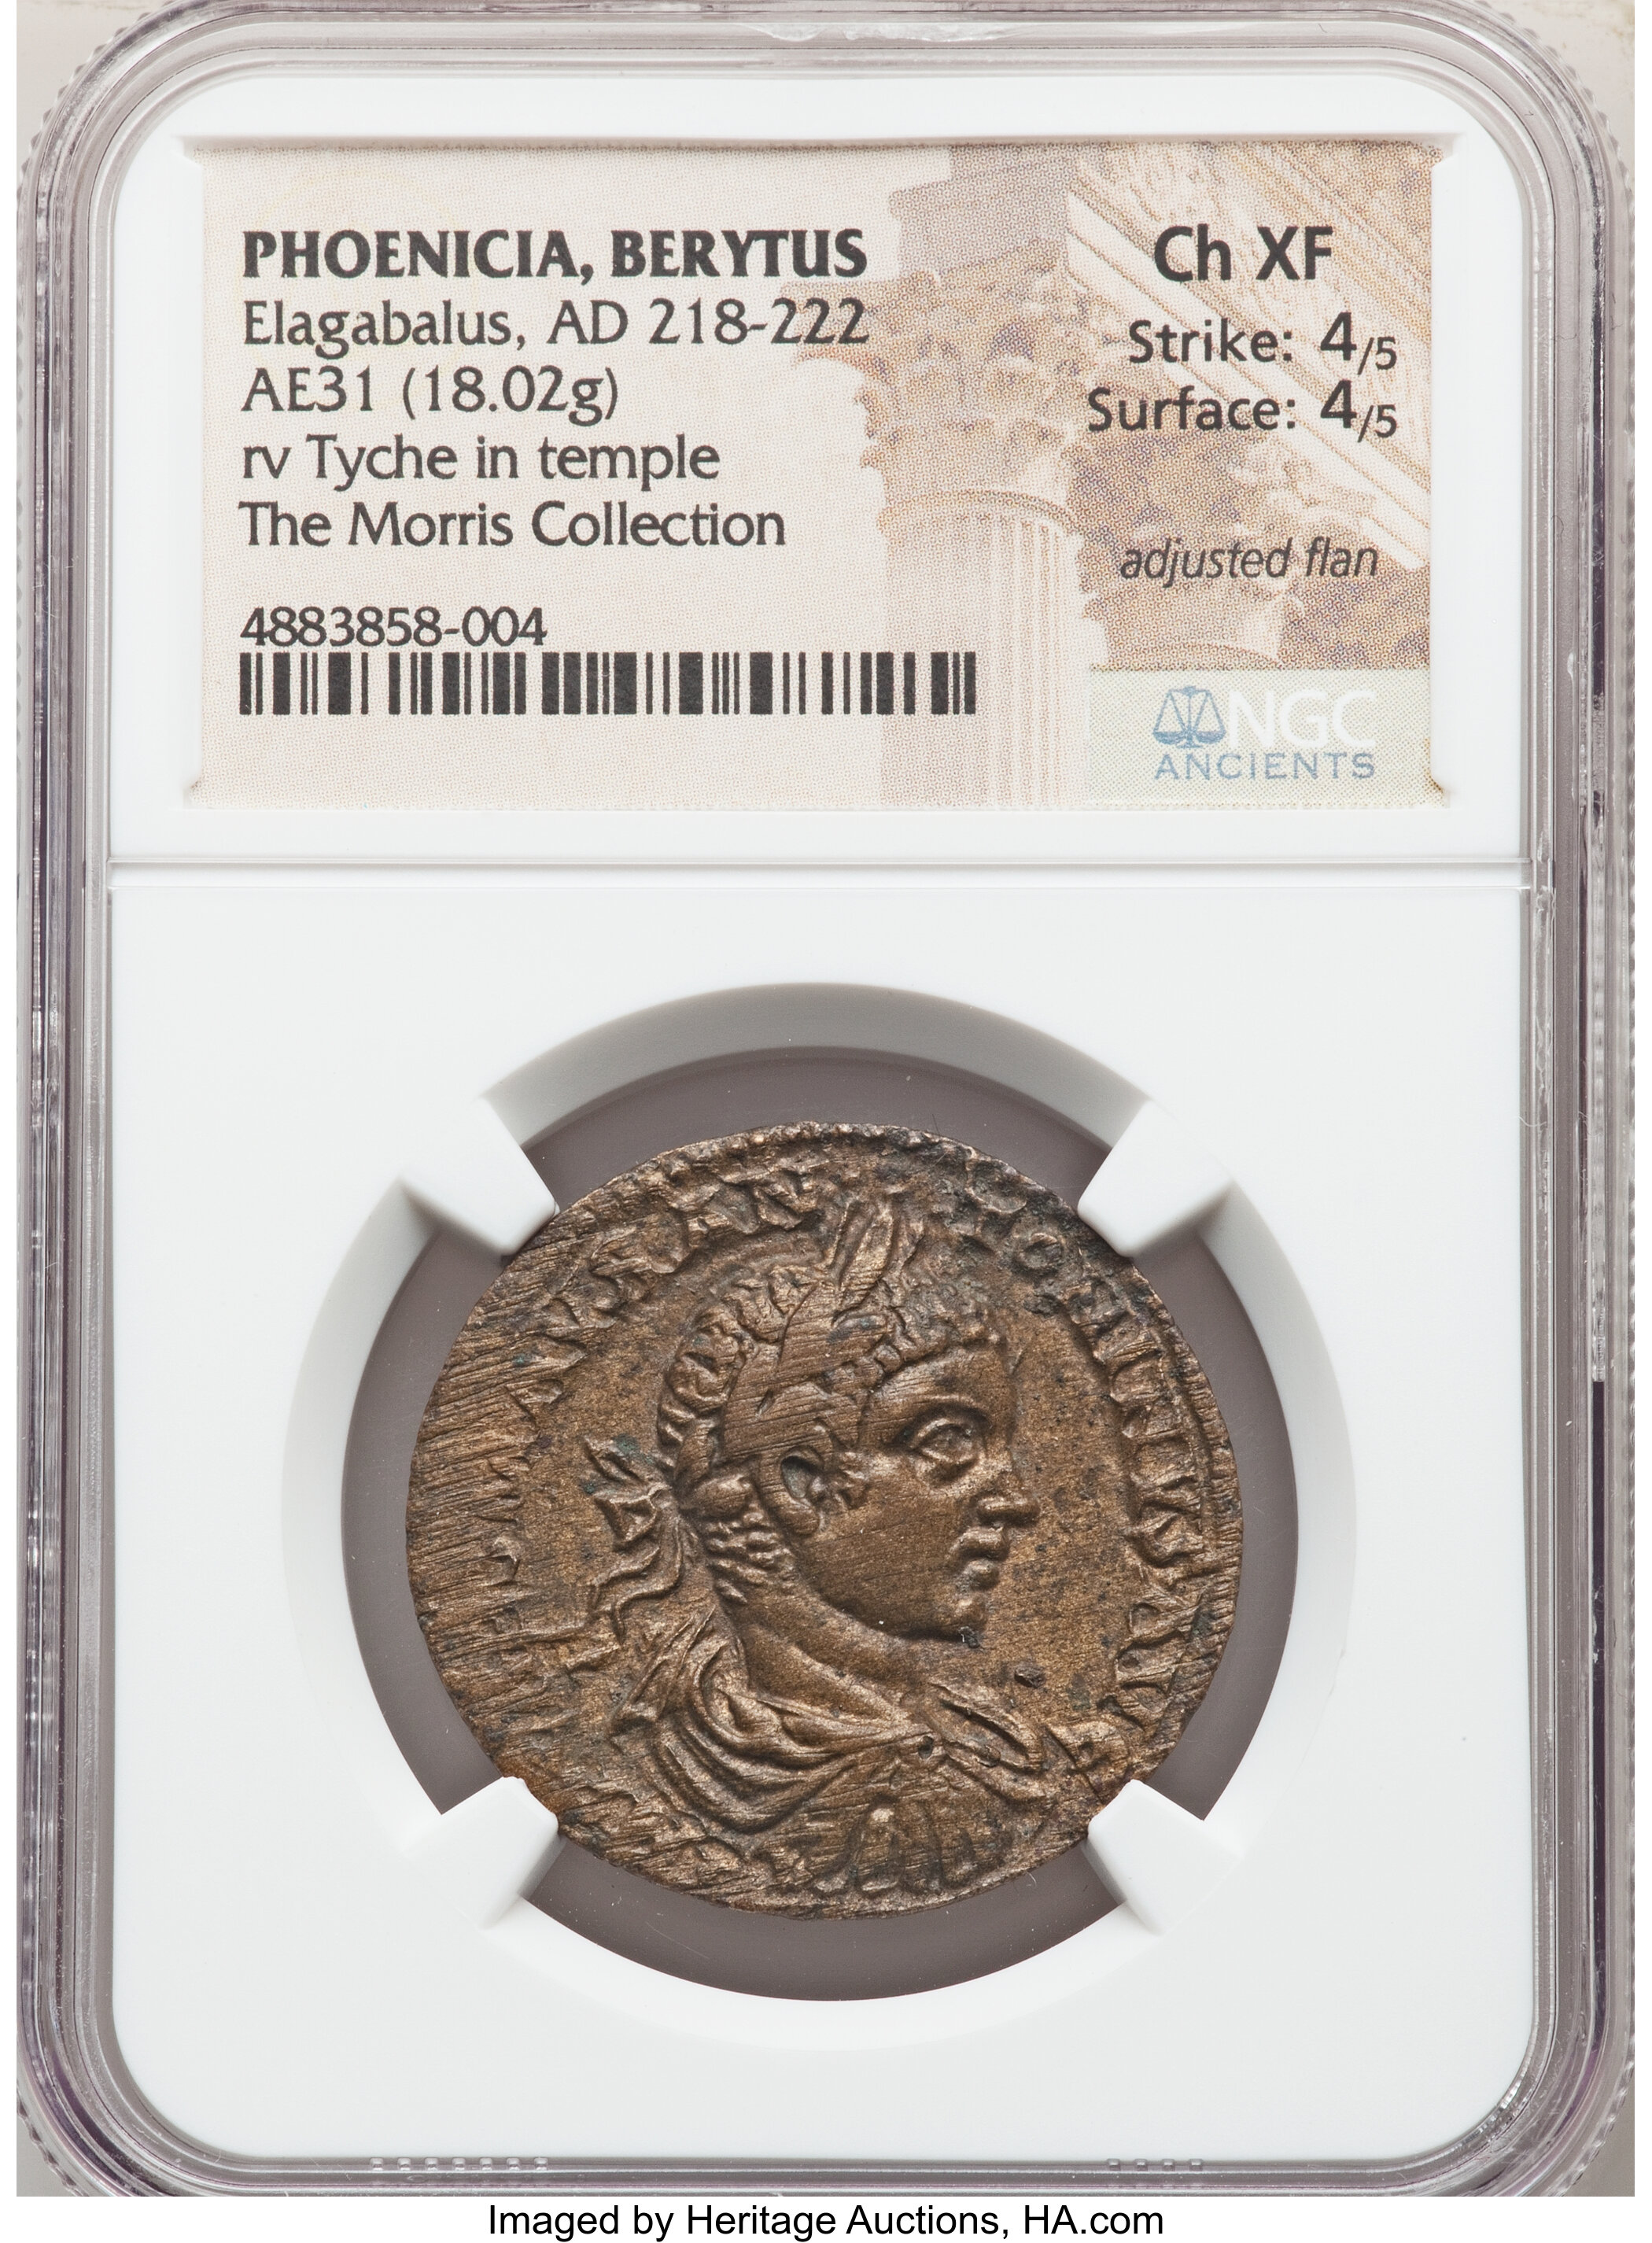 PHOENICIA, BERYTUS
Elagabalus, AD 218-222
AE31 (18.02g)
rv Tyche in temple
The Morris Collection
4883858-004
Ch XF
Strike: 4/5
Surface: 4/5
adjusted flan
NGC
ANCIENTS
Imaged by Heritage Auctions, HA.com